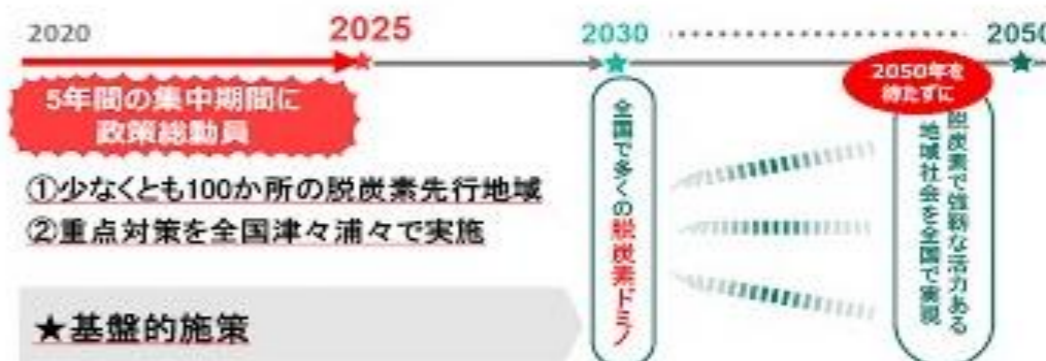 2020
2025
2030
2050
5年間の集中期間に
政策総動員
①少なくとも100か所の脱炭素先行地域
②重点対策を全国津々浦々で実施
★基盤的施策
全国で多くの脱炭素ドミノ
2050年を
待たずに
脱炭素で強靭な活力ある
地域社会を全国で実現